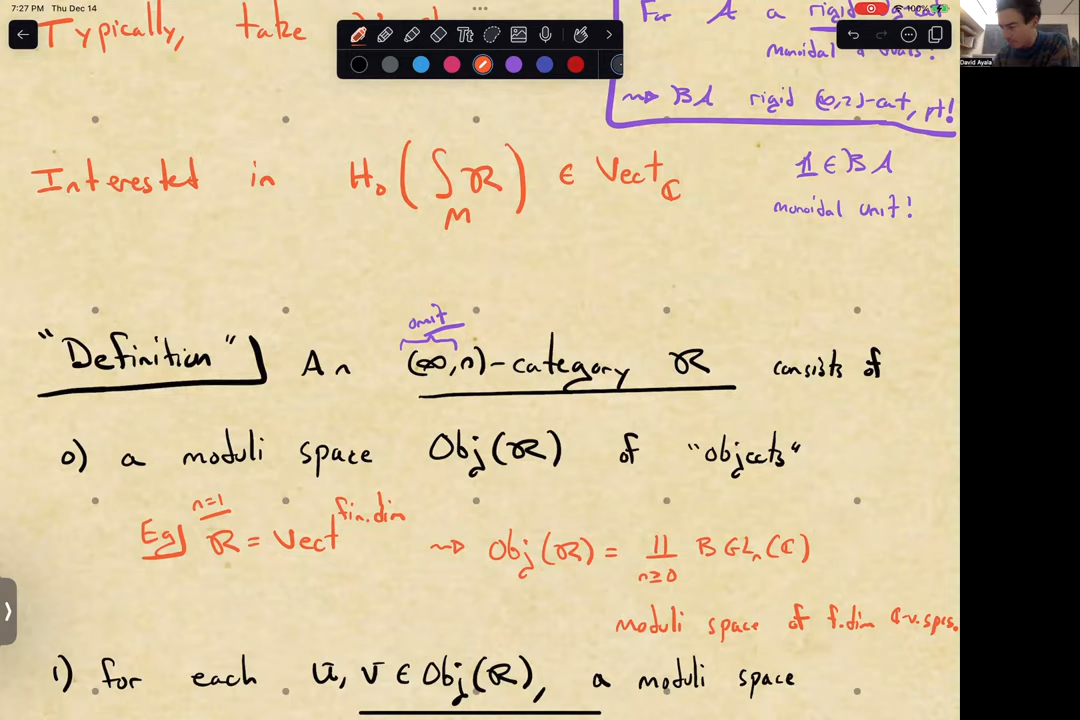 7:27 PM Thu Dec 14
100%
Typically, take
For A a rigid
monoidal
⇝ BA rigid (∞,2)-cat, pt!
Interested in H₀(∫_M R) ∈ Vect_ℂ
𝟙 ∈ BA
monoidal unit!
omit
"Definition"] An (∞,n)-category R consists of
0) a moduli space Obj(R) of "objects"
n=1
Eg] R = Vect^fin.dim ⇝ Obj(R) = ∐_{n≥0} BGLₙ(ℂ)
moduli space of f.dim ℂ-v.spcs.
1) for each U, V ∈ Obj(R), a moduli space
Tt
David Ayala